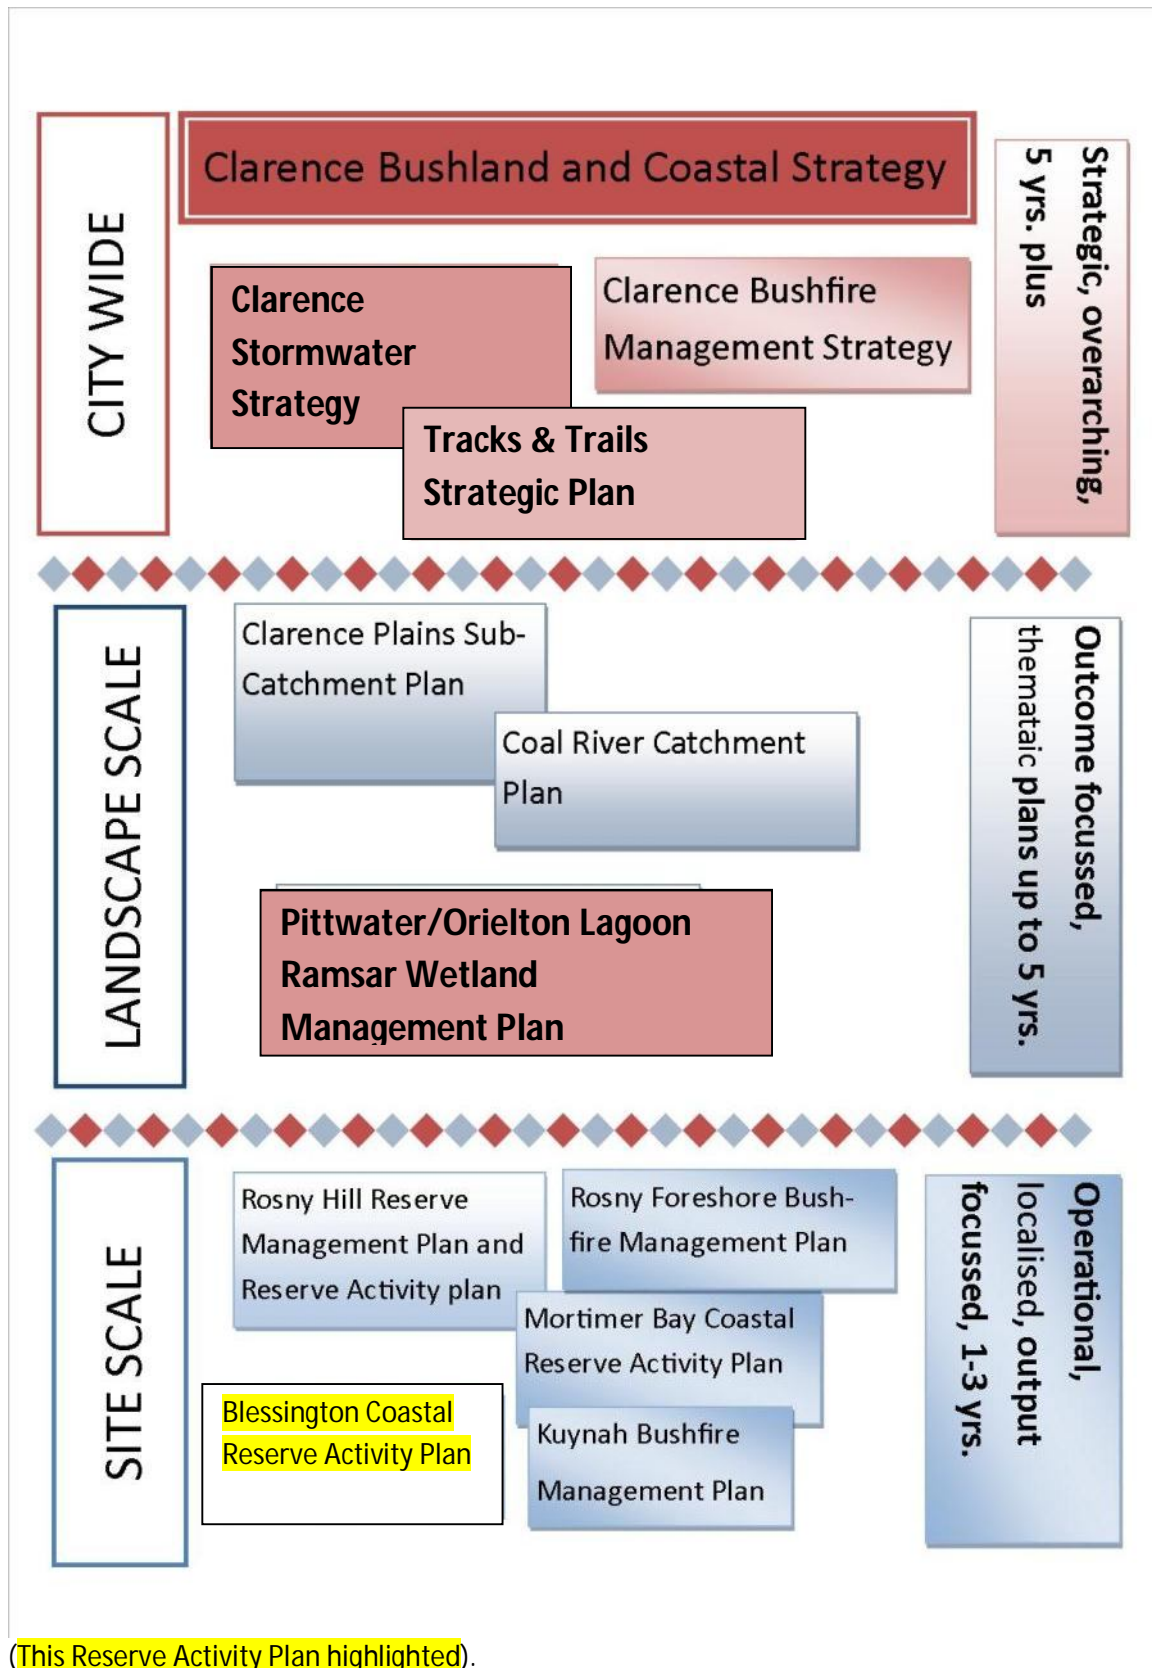 CITY WIDE
Clarence Bushland and Coastal Strategy
Clarence
Stormwater
Strategy
Clarence Bushfire
Management Strategy
Tracks & Trails
Strategic Plan
Strategic, overarching,
5 yrs. plus
LANDSCAPE SCALE
Clarence Plains Sub-
Catchment Plan
Coal River Catchment
Plan
Pittwater/Orielton Lagoon
Ramsar Wetland
Management Plan
Outcome focussed,
themataic plans up to 5 yrs.
SITE SCALE
Rosny Hill Reserve
Management Plan and
Reserve Activity plan
Rosny Foreshore Bush-
fire Management Plan
Mortimer Bay Coastal
Reserve Activity Plan
Blessington Coastal
Reserve Activity Plan
Kuynah Bushfire
Management Plan
Operational,
localised, output
focussed, 1-3 yrs.
(This Reserve Activity Plan highlighted).